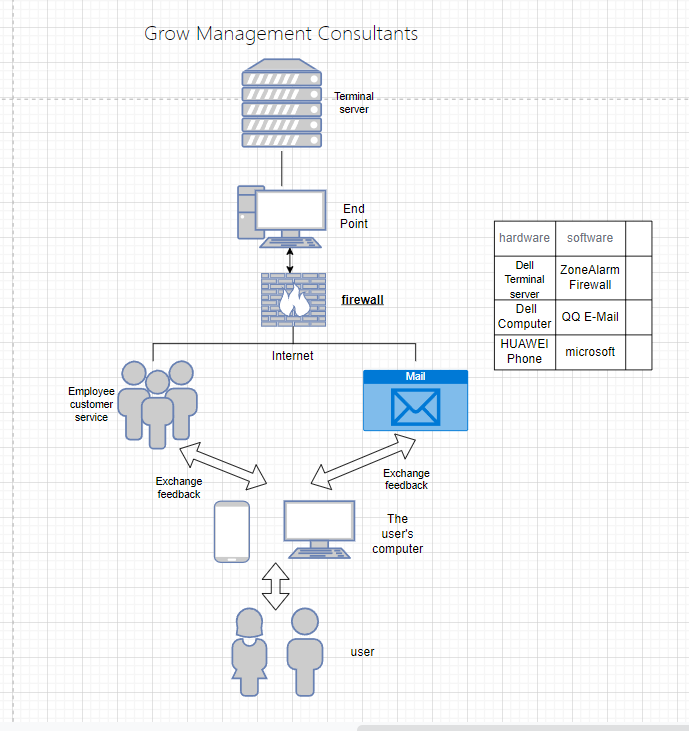 Grow Management Consultants
Terminal
server
End
Point
hardware software
Dell
Terminal
server
ZoneAlarm
Firewall
Dell
Computer
QQ E-Mail
HUAWEI
Phone
microsoft
firewall
Internet
Mail
Employee
customer
service
Exchange
feedback
Exchange
feedback
The
user's
computer
user